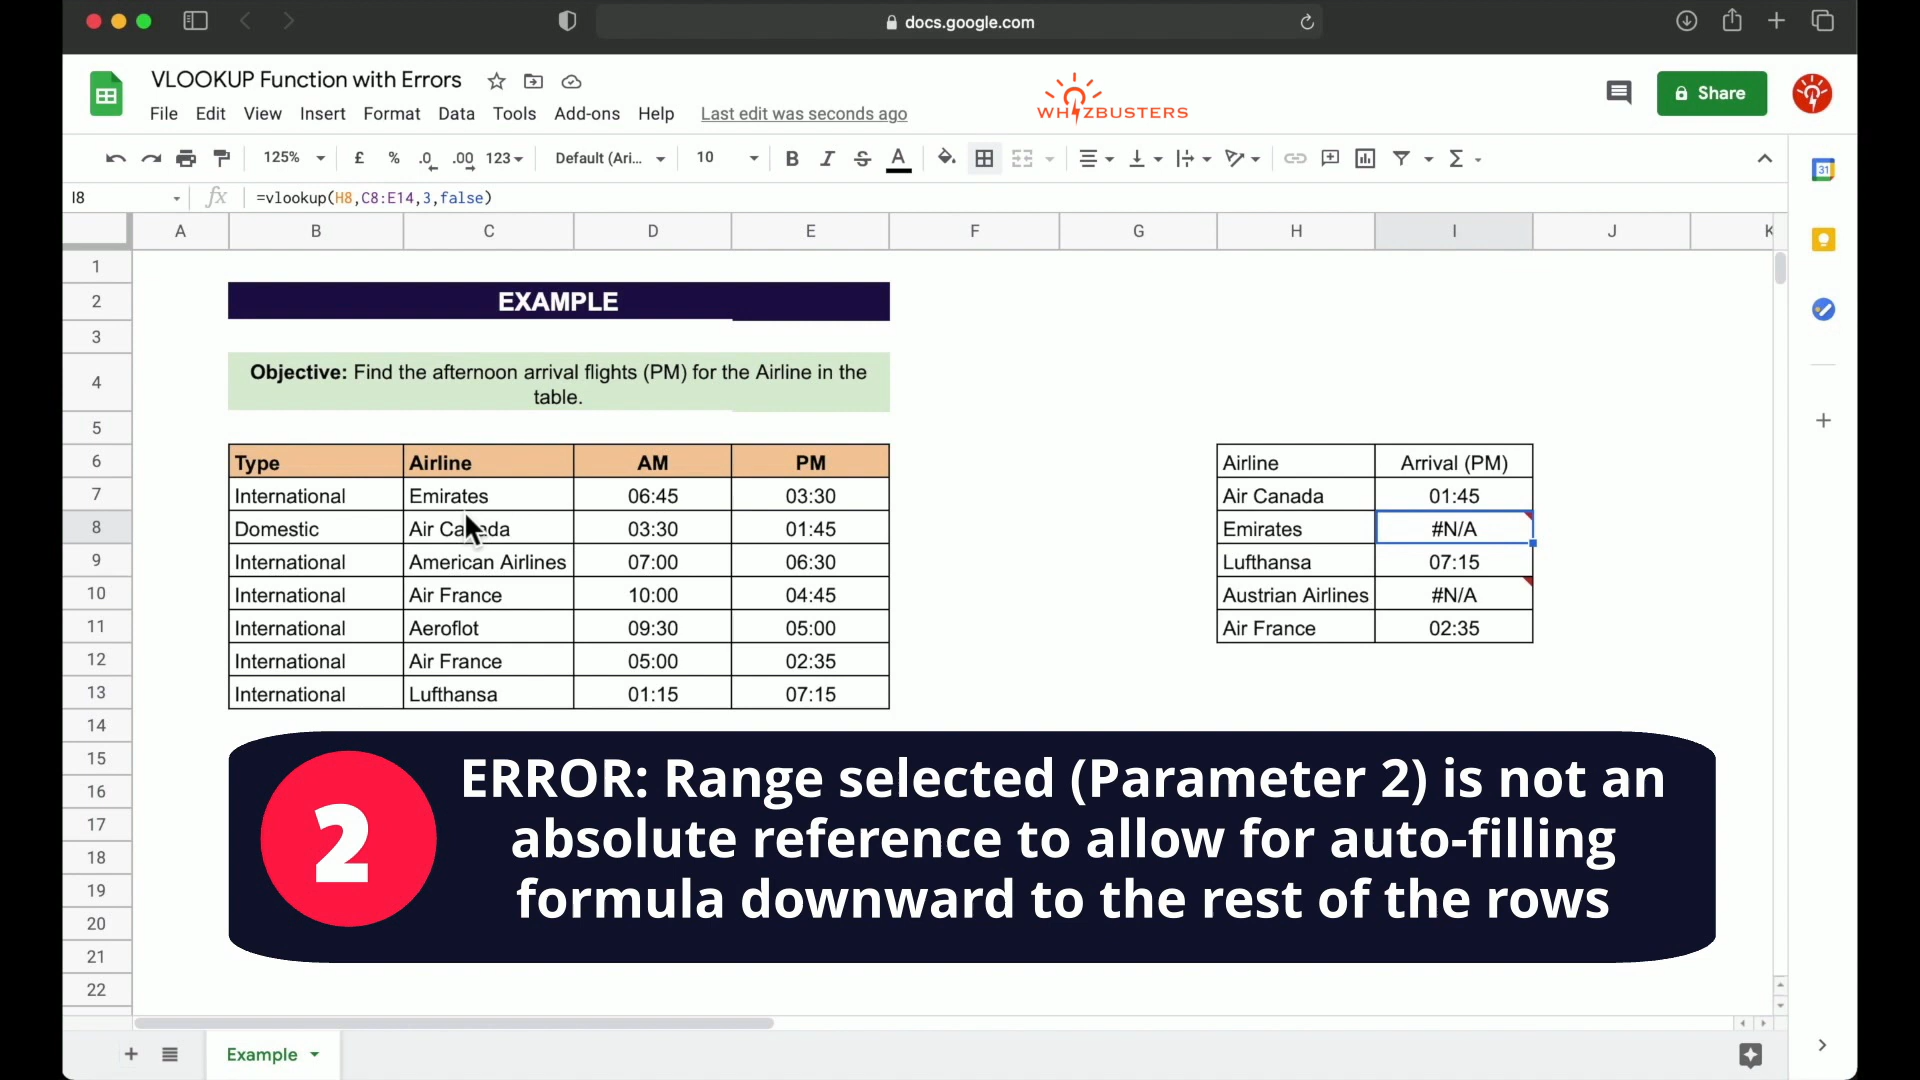 docs.google.com
VLOOKUP Function with Errors
WHIZBUSTERS
Share
File Edit View Insert Format Data Tools Add-ons Help Last edit was seconds ago
125% £ % .0 .00 123 Default (Ari... 10 B I S A Σ
31
I8 fx =vlookup(H8,C8:E14,3,false)
A B C D E F G H I J K
1
2 EXAMPLE
3
4 Objective: Find the afternoon arrival flights (PM) for the Airline in the
table.
5
6 Type Airline AM PM Airline Arrival (PM)
7 International Emirates 06:45 03:30 Air Canada 01:45
8 Domestic Air Canada 03:30 01:45 Emirates #N/A
9 International American Airlines 07:00 06:30 Lufthansa 07:15
10 International Air France 10:00 04:45 Austrian Airlines #N/A
11 International Aeroflot 09:30 05:00 Air France 02:35
12 International Air France 05:00 02:35
13 International Lufthansa 01:15 07:15
14
15
16
17
18
19
20
21
22
2
ERROR: Range selected (Parameter 2) is not an
absolute reference to allow for auto-filling
formula downward to the rest of the rows
Example